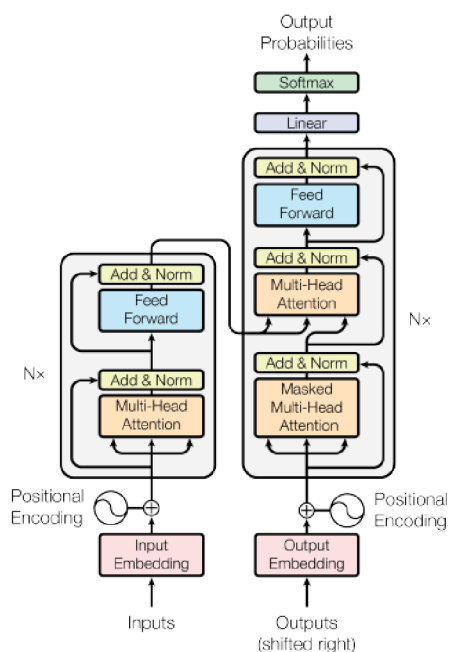 Output
Probabilities
Softmax
Linear
Add & Norm
Feed
Forward
Add & Norm
Multi-Head
Attention
Nx
Add & Norm
Masked
Multi-Head
Attention
Positional
Encoding
Output
Embedding
Outputs
(shifted right)
Add & Norm
Feed
Forward
Nx
Add & Norm
Multi-Head
Attention
Positional
Encoding
Input
Embedding
Inputs